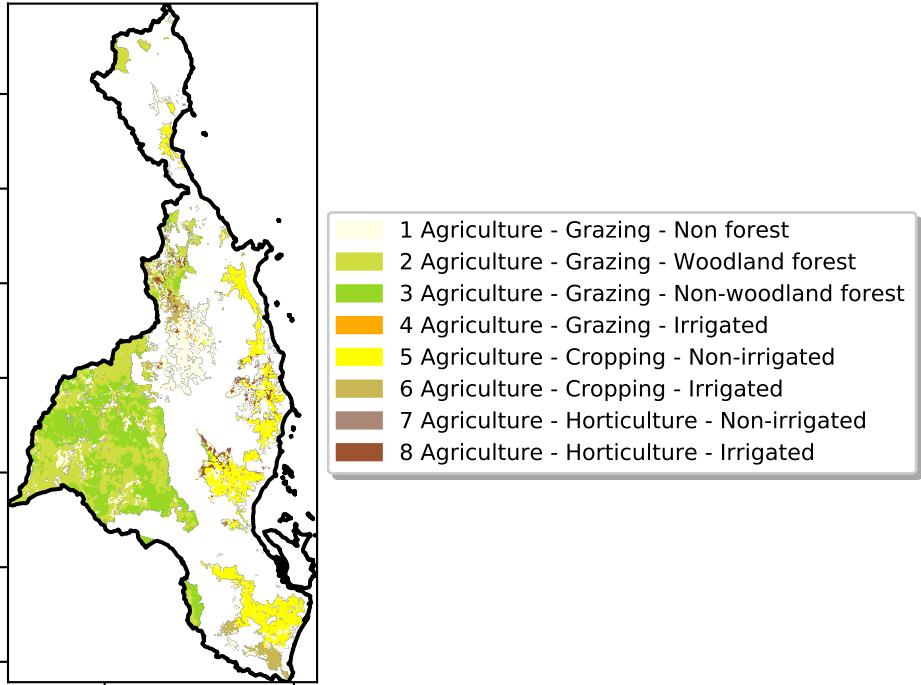 1 Agriculture - Grazing - Non forest
2 Agriculture - Grazing - Woodland forest
3 Agriculture - Grazing - Non-woodland forest
4 Agriculture - Grazing - Irrigated
5 Agriculture - Cropping - Non-irrigated
6 Agriculture - Cropping - Irrigated
7 Agriculture - Horticulture - Non-irrigated
8 Agriculture - Horticulture - Irrigated